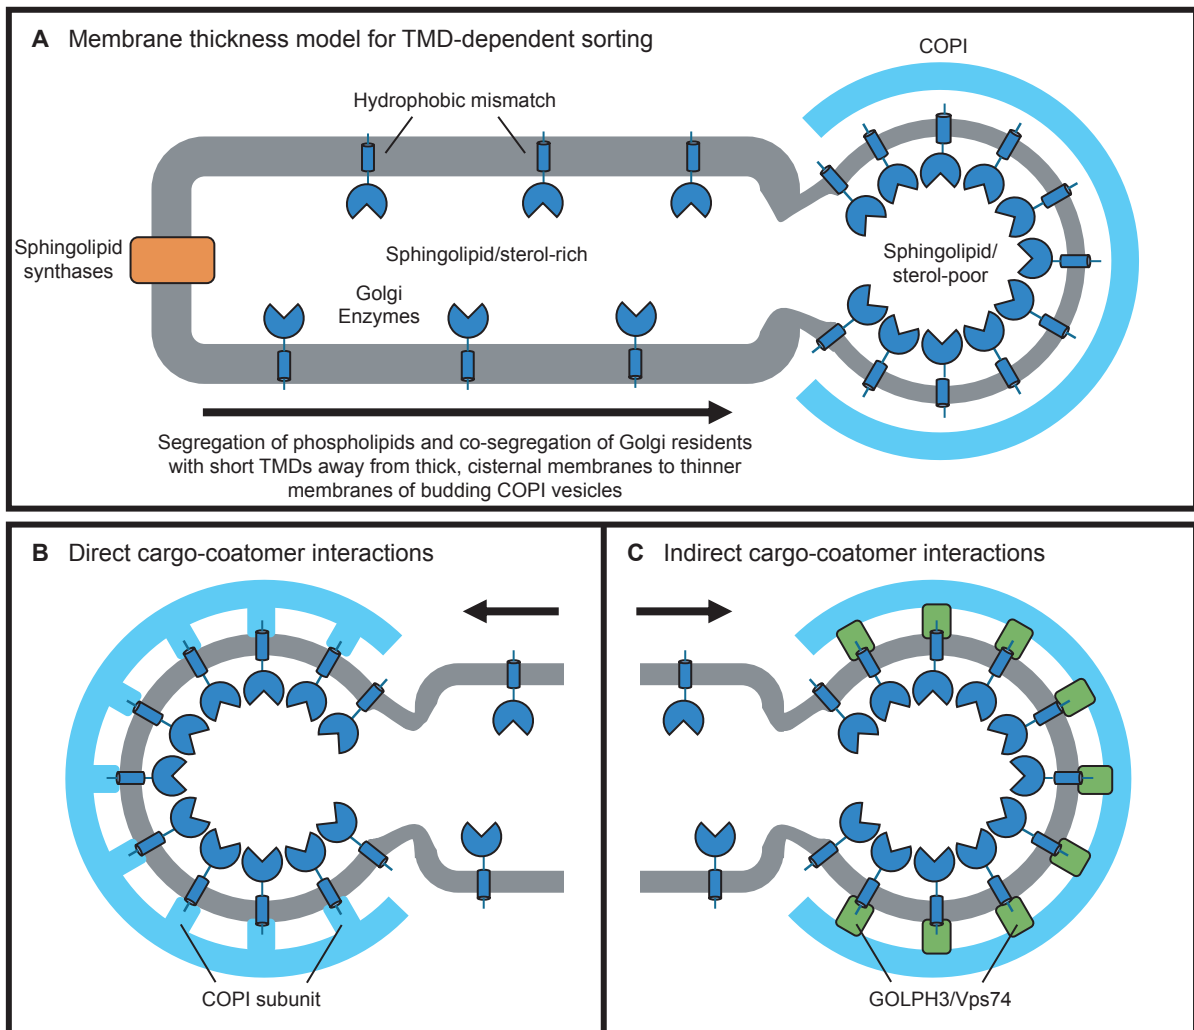 A Membrane thickness model for TMD-dependent sorting
COPI
Hydrophobic mismatch
Sphingolipid
synthases
Sphingolipid/sterol-rich
Sphingolipid/
sterol-poor
Golgi
Enzymes
Segregation of phospholipids and co-segregation of Golgi residents
with short TMDs away from thick, cisternal membranes to thinner
membranes of budding COPI vesicles
B Direct cargo-coatomer interactions
COPI subunit
C Indirect cargo-coatomer interactions
GOLPH3/Vps74